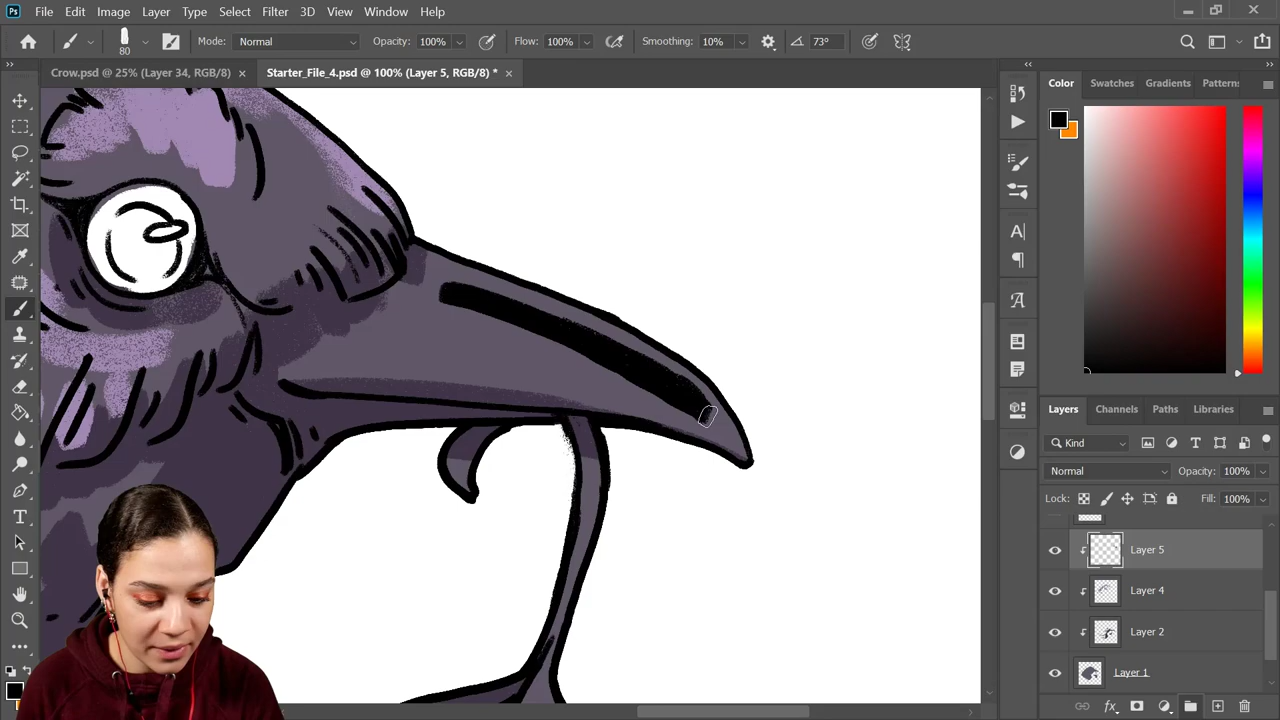 Ps File Edit Image Layer Type Select Filter 3D View Window Help
80 Mode: Normal Opacity: 100% Flow: 100% Smoothing: 10% 73°
Crow.psd @ 25% (Layer 34, RGB/8) × Starter_File_4.psd @ 100% (Layer 5, RGB/8) * ×
Color Swatches Gradients Patterns
Layers Channels Paths Libraries
Kind
Normal Opacity: 100%
Lock: Fill: 100%
Layer 5
Layer 4
Layer 2
Layer 1
fx